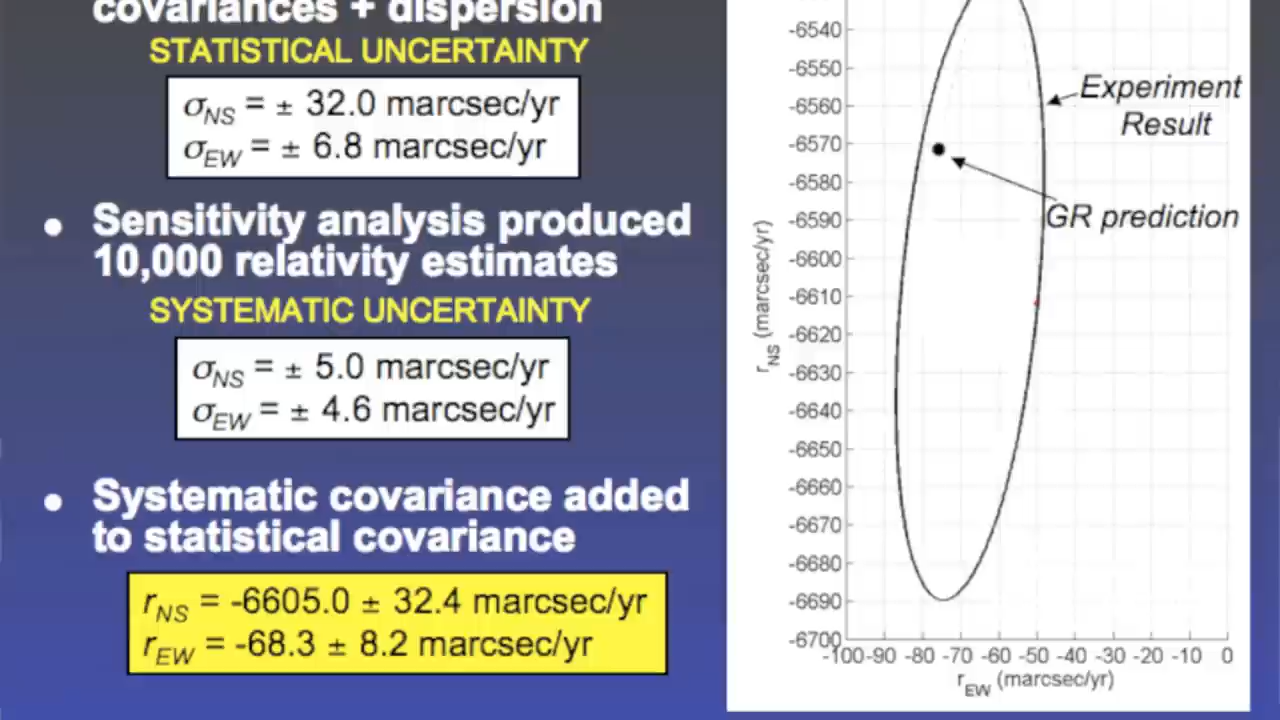 covariances + dispersion
STATISTICAL UNCERTAINTY
σNS = ± 32.0 marcsec/yr
σEW = ± 6.8 marcsec/yr
• Sensitivity analysis produced
10,000 relativity estimates
SYSTEMATIC UNCERTAINTY
σNS = ± 5.0 marcsec/yr
σEW = ± 4.6 marcsec/yr
• Systematic covariance added
to statistical covariance
rNS = -6605.0 ± 32.4 marcsec/yr
rEW = -68.3 ± 8.2 marcsec/yr
-6540
-6550
-6560
-6570
-6580
-6590
-6600
-6610
-6620
-6630
-6640
-6650
-6660
-6670
-6680
-6690
-6700
rNS (marcsec/yr)
Experiment
Result
GR prediction
-100 -90 -80 -70 -60 -50 -40 -30 -20 -10 0
rEW (marcsec/yr)